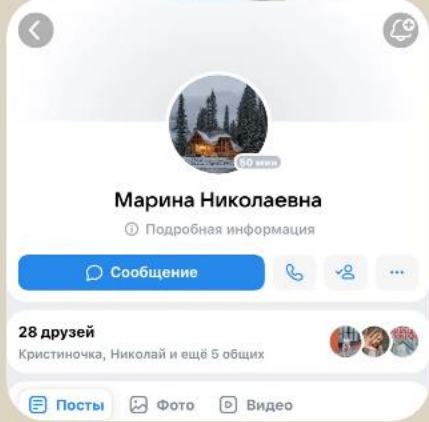 50 мин
Марина Николаевна
Подробная информация
Сообщение
28 друзей
Кристиночка, Николай и ещё 5 общих
Посты Фото Видео